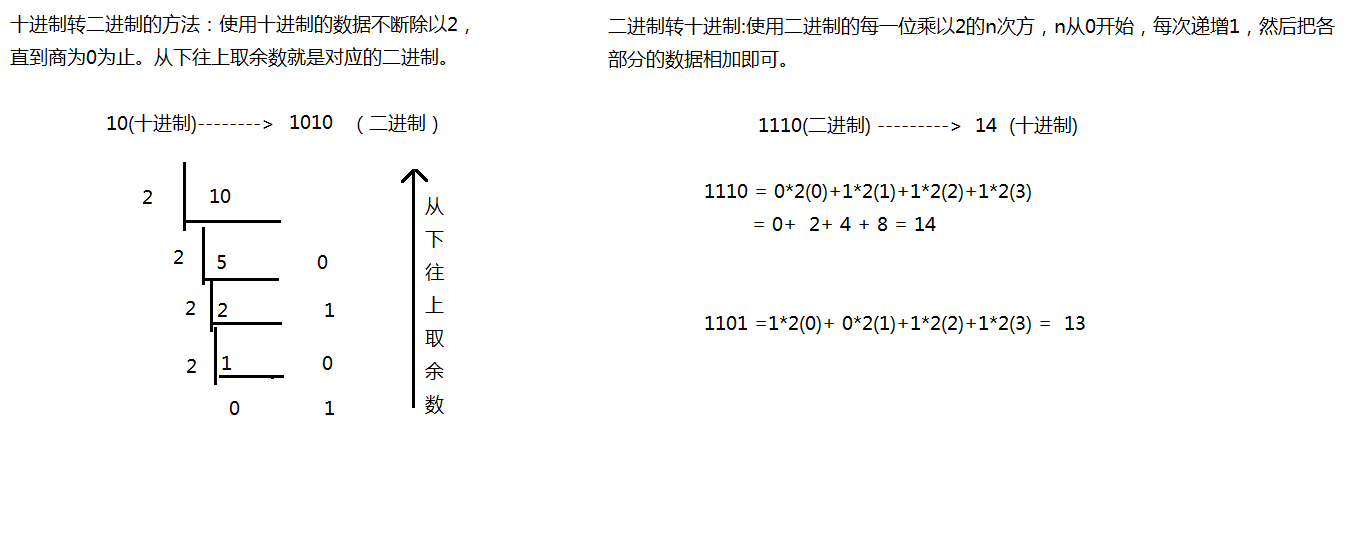 十进制转二进制的方法：使用十进制的数据不断除以2，
直到商为0为止。从下往上取余数就是对应的二进制。
10(十进制)--------> 1010 （二进制）
2 10
2 5 0
2 2 1
2 1 0
0 1
从
下
往
上
取
余
数
二进制转十进制:使用二进制的每一位乘以2的n次方，n从0开始，每次递增1，然后把各
部分的数据相加即可。
1110(二进制) ---------> 14 (十进制)
1110 = 0*2(0)+1*2(1)+1*2(2)+1*2(3)
= 0+ 2+ 4 + 8 = 14
1101 =1*2(0)+ 0*2(1)+1*2(2)+1*2(3) = 13